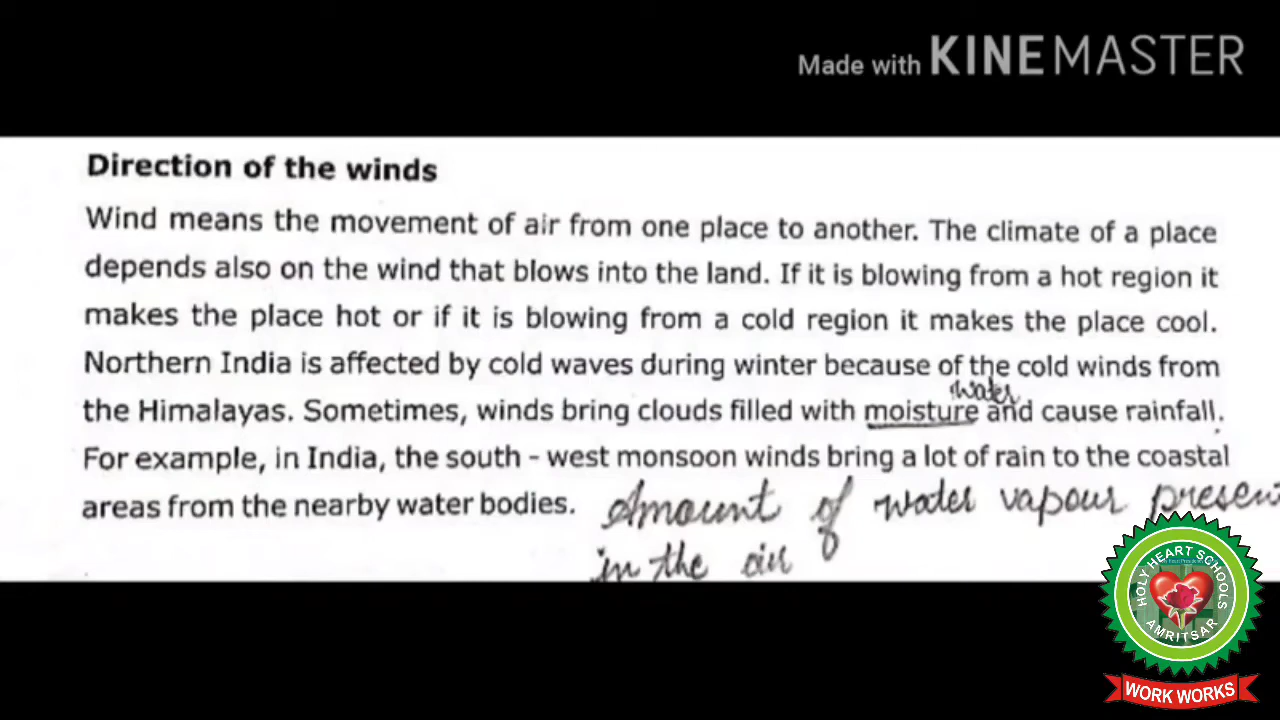 Made with KINEMASTER
Direction of the winds
Wind means the movement of air from one place to another. The climate of a place
depends also on the wind that blows into the land. If it is blowing from a hot region it
makes the place hot or if it is blowing from a cold region it makes the place cool.
Northern India is affected by cold waves during winter because of the cold winds from
water
the Himalayas. Sometimes, winds bring clouds filled with moisture and cause rainfall.
For example, in India, the south - west monsoon winds bring a lot of rain to the coastal
areas from the nearby water bodies. Amount of water vapour presen
in the air
HOLY HEART SCHOOLS
AMRITSAR
WORK WORKS